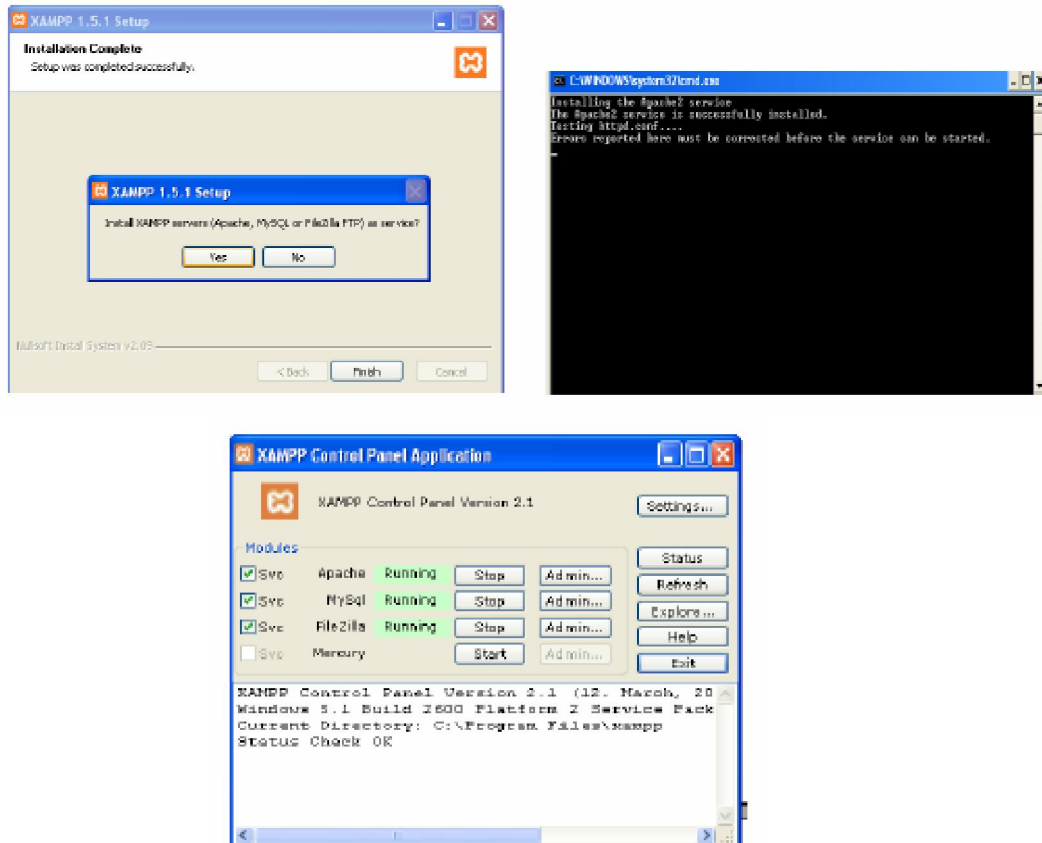 XAMPP 1.5.1 Setup
Installation Complete
Setup was completed successfully.
XAMPP 1.5.1 Setup
Install XAMPP servers (Apache, MySQL or FileZilla FTP) as service?
Yes
No
Nullsoft Install System v2.09
< Back
Finish
Cancel
C:\WINDOWS\system32\cmd.exe
Installing the Apache2 service
The Apache2 service is successfully installed.
Testing httpd.conf....
Errors reported here must be corrected before the service can be started.
XAMPP Control Panel Application
XAMPP Control Panel Version 2.1
Settings...
Modules
Status
Svc Apache Running Stop Admin...
Refresh
Svc MySql Running Stop Admin...
Explore...
Svc FileZilla Running Stop Admin...
Help
Svc Mercury Start Admin...
Exit
XAMPP Control Panel Version 2.1 (12. March, 20
Windows 5.1 Build 2600 Platform 2 Service Pack
Current Directory: C:\Program Files\xampp
Status Check OK